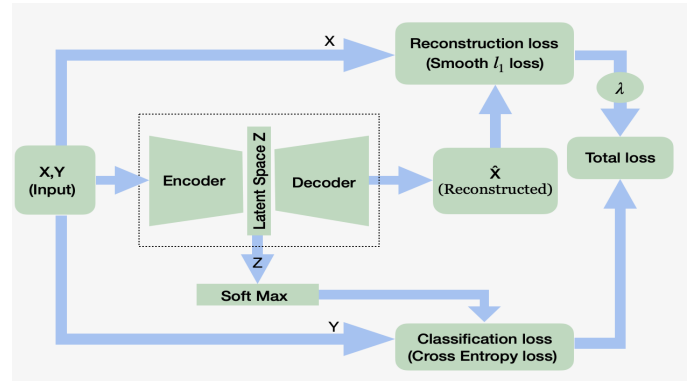 X
Reconstruction loss
(Smooth l₁ loss)
λ
X,Y
(Input)
Encoder
Latent Space Z
Decoder
X̂
(Reconstructed)
Total loss
Z
Soft Max
Y
Classification loss
(Cross Entropy loss)